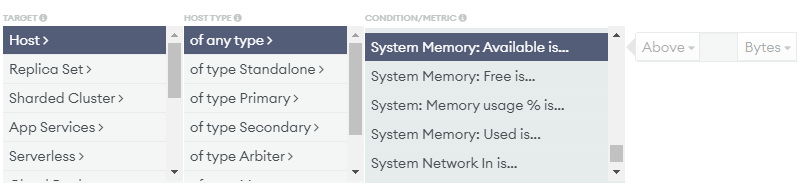 TARGET
HOST TYPE
CONDITION/METRIC
Host >
of any type >
System Memory: Available is...
Above
Bytes
Replica Set >
of type Standalone >
System Memory: Free is...
Sharded Cluster >
of type Primary >
System: Memory usage % is...
App Services >
of type Secondary >
System Memory: Used is...
Serverless >
of type Arbiter >
System Network In is...